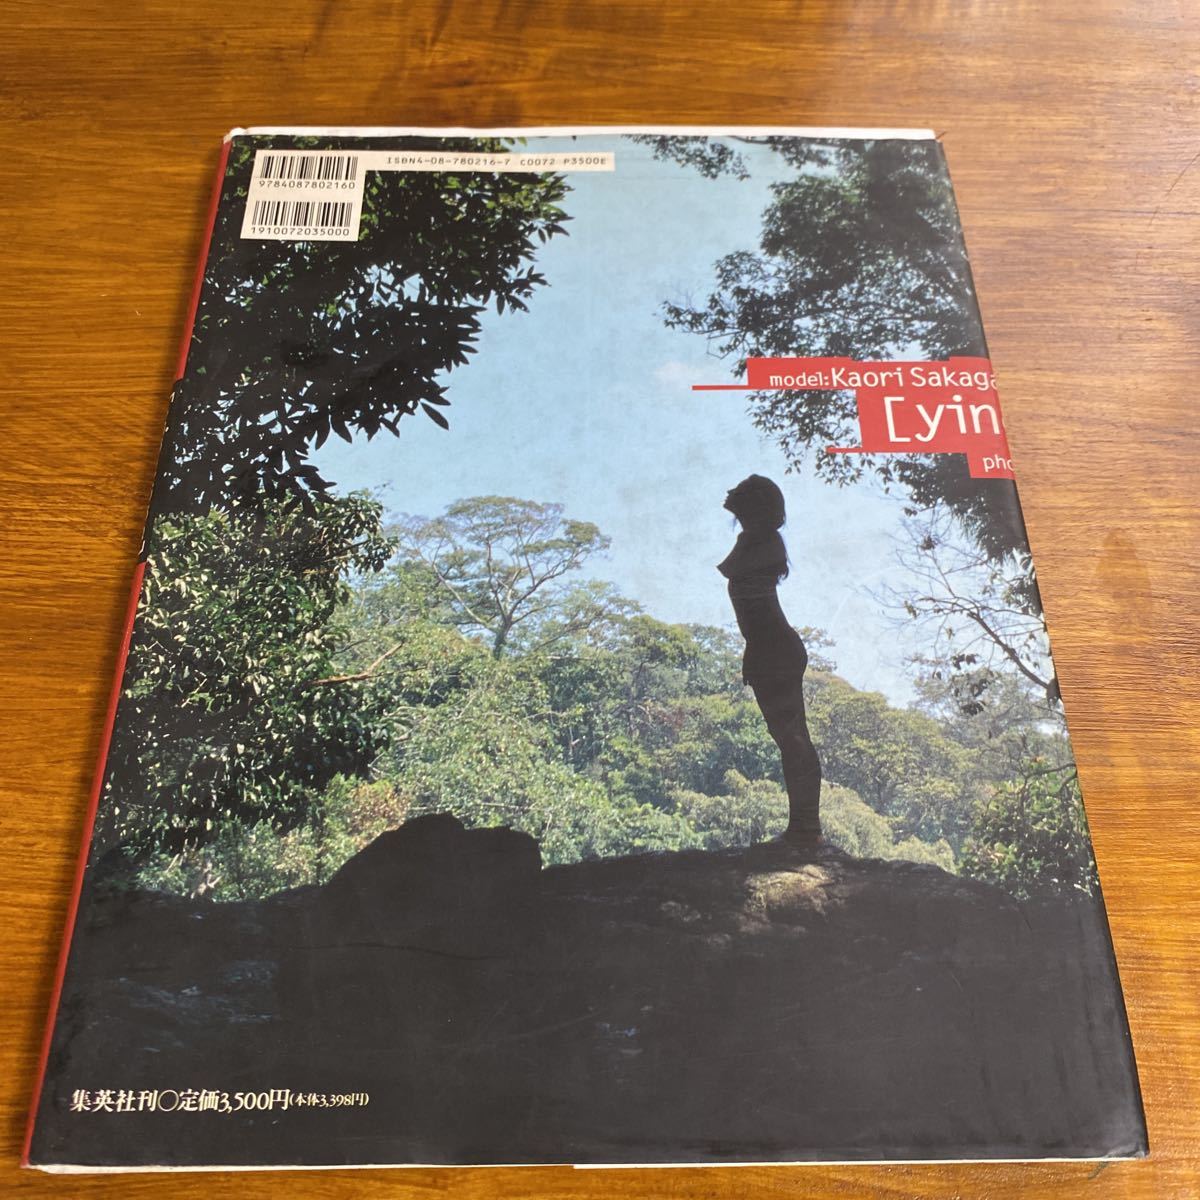 ISBN4-08-780216-7 C0072 P3500E
9784087802160
1910072035000
model:Kaori Sakaga
[yin
pho
集英社刊〇定価3,500円(本体3,398円)